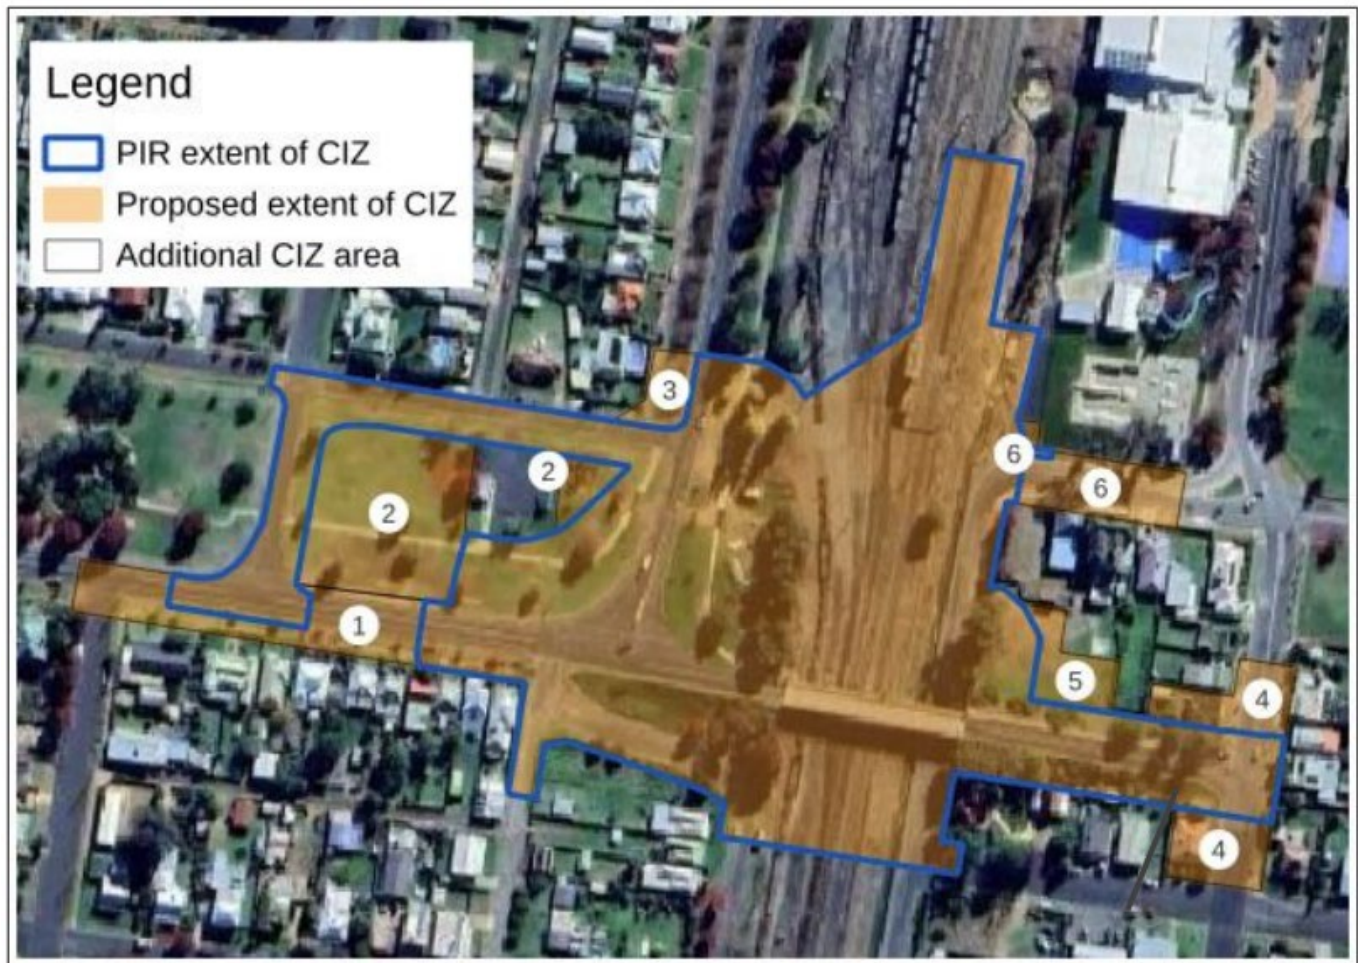 Legend
PIR extent of CIZ
Proposed extent of CIZ
Additional CIZ area
3
2
6
2
6
1
5
4
4